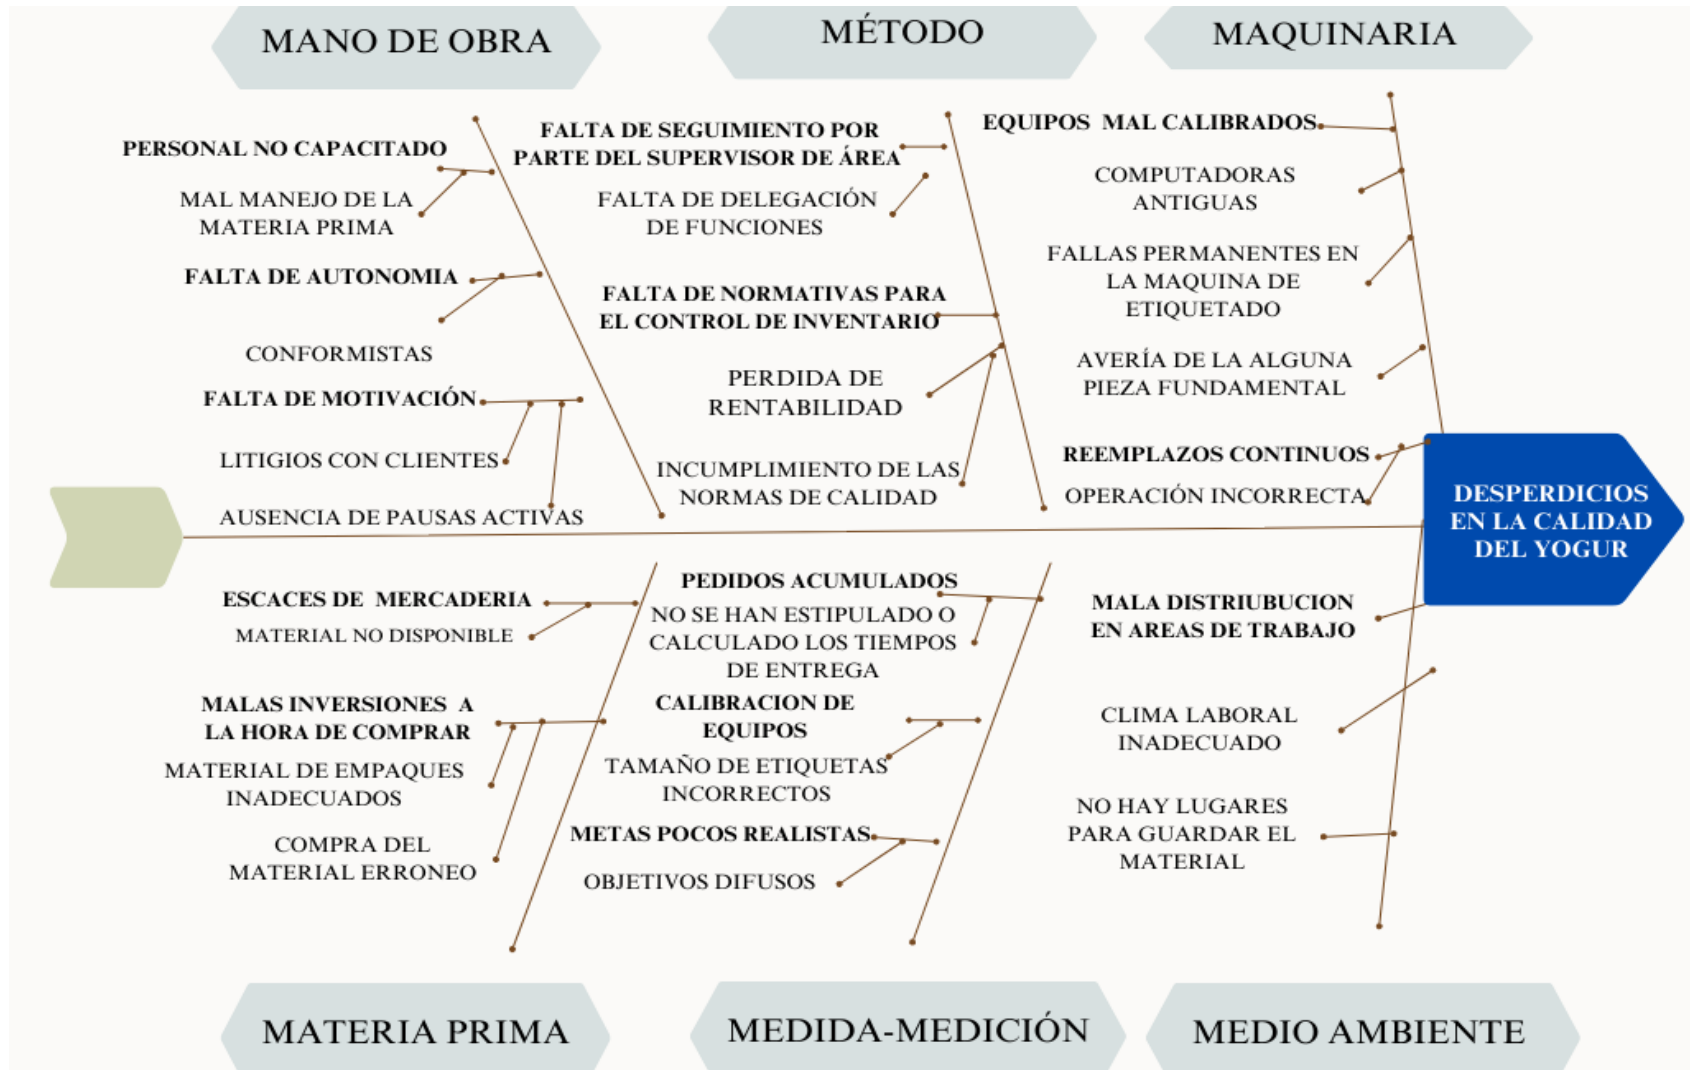 MANO DE OBRA
MÉTODO
MAQUINARIA
PERSONAL NO CAPACITADO
MAL MANEJO DE LA
MATERIA PRIMA
FALTA DE AUTONOMIA
CONFORMISTAS
FALTA DE MOTIVACIÓN
LITIGIOS CON CLIENTES
AUSENCIA DE PAUSAS ACTIVAS
FALTA DE SEGUIMIENTO POR
PARTE DEL SUPERVISOR DE ÁREA
FALTA DE DELEGACIÓN
DE FUNCIONES
FALTA DE NORMATIVAS PARA
EL CONTROL DE INVENTARIO
PERDIDA DE
RENTABILIDAD
INCUMPLIMIENTO DE LAS
NORMAS DE CALIDAD
EQUIPOS MAL CALIBRADOS
COMPUTADORAS
ANTIGUAS
FALLAS PERMANENTES EN
LA MAQUINA DE
ETIQUETADO
AVERÍA DE LA ALGUNA
PIEZA FUNDAMENTAL
REEMPLAZOS CONTINUOS
OPERACIÓN INCORRECTA
DESPERDICIOS
EN LA CALIDAD
DEL YOGUR
ESCACES DE MERCADERIA
MATERIAL NO DISPONIBLE
MALAS INVERSIONES A
LA HORA DE COMPRAR
MATERIAL DE EMPAQUES
INADECUADOS
COMPRA DEL
MATERIAL ERRONEO
PEDIDOS ACUMULADOS
NO SE HAN ESTIPULADO O
CALCULADO LOS TIEMPOS
DE ENTREGA
CALIBRACION DE
EQUIPOS
TAMAÑO DE ETIQUETAS
INCORRECTOS
METAS POCOS REALISTAS
OBJETIVOS DIFUSOS
MALA DISTRIUBUCION
EN AREAS DE TRABAJO
CLIMA LABORAL
INADECUADO
NO HAY LUGARES
PARA GUARDAR EL
MATERIAL
MATERIA PRIMA
MEDIDA-MEDICIÓN
MEDIO AMBIENTE